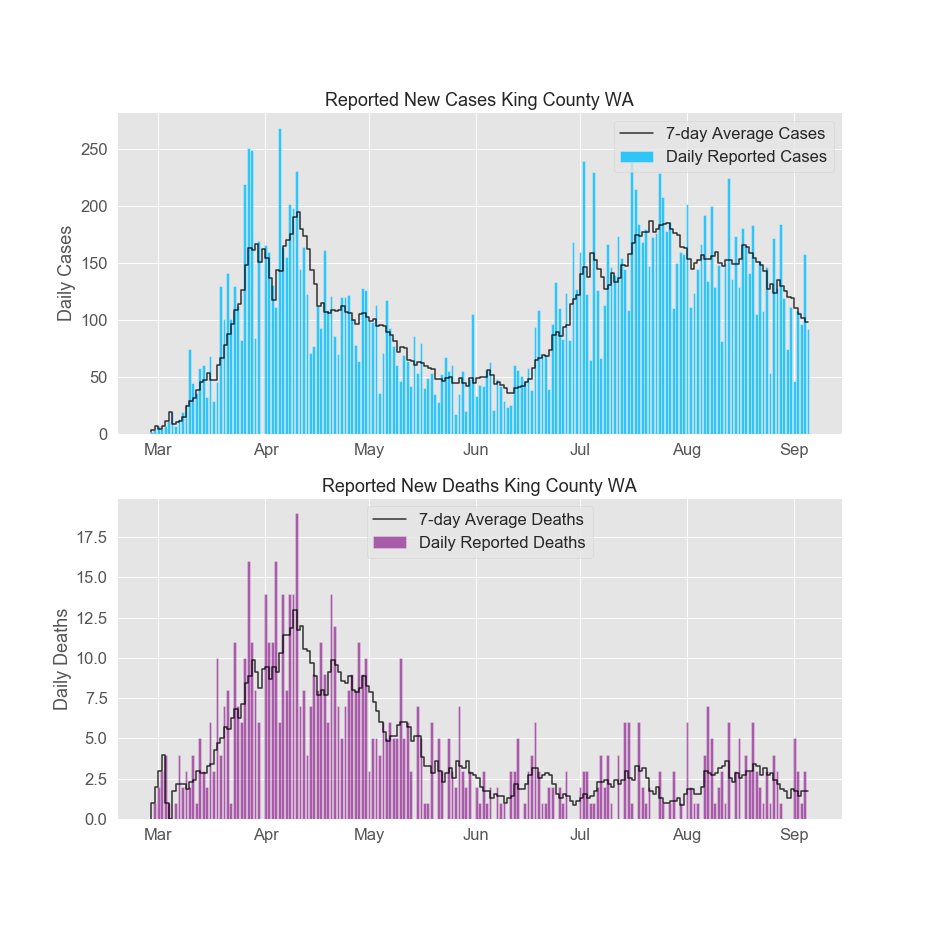 Reported New Cases King County WA
7-day Average Cases
Daily Reported Cases
Daily Cases
250
200
150
100
50
0
Mar Apr May Jun Jul Aug Sep
Reported New Deaths King County WA
7-day Average Deaths
Daily Reported Deaths
Daily Deaths
17.5
15.0
12.5
10.0
7.5
5.0
2.5
0.0
Mar Apr May Jun Jul Aug Sep